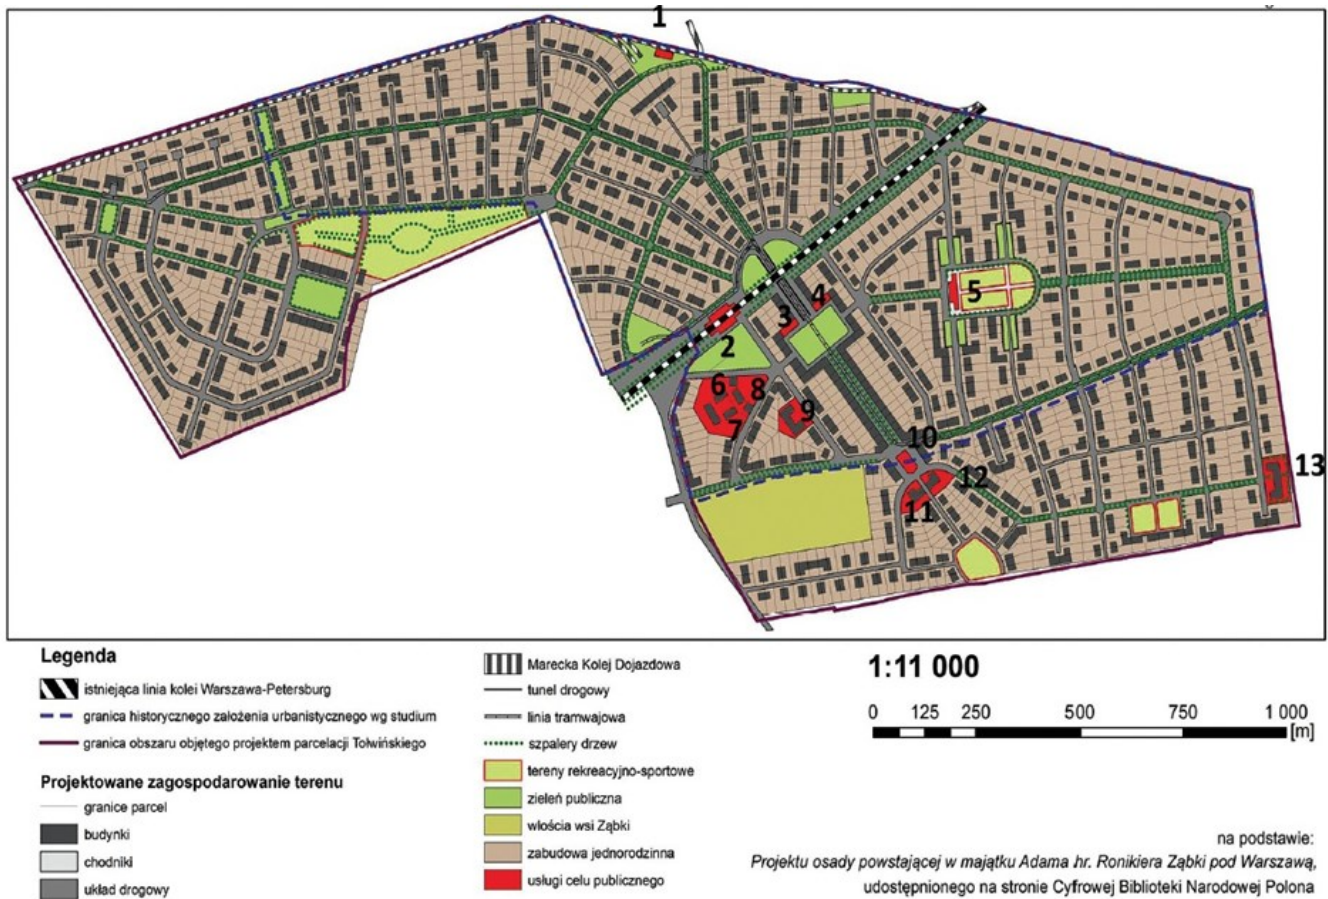 1
4
5
3
2
6
8
9
7
10
12
11
13
Legenda
istniejąca linia kolei Warszawa-Petersburg
granica historycznego założenia urbanistycznego wg studium
granica obszaru objętego projektem parcelacji Tołwińskiego
Projektowane zagospodarowanie terenu
granice parcel
budynki
chodniki
układ drogowy
Marecka Kolej Dojazdowa
tunel drogowy
linia tramwajowa
szpalery drzew
tereny rekreacyjno-sportowe
zieleń publiczna
włościa wsi Ząbki
zabudowa jednorodzinna
usługi celu publicznego
1:11 000
0 125 250 500 750 1 000
[m]
na podstawie:
Projektu osady powstającej w majątku Adama hr. Ronikiera Ząbki pod Warszawą,
udostępnionego na stronie Cyfrowej Biblioteki Narodowej Polona